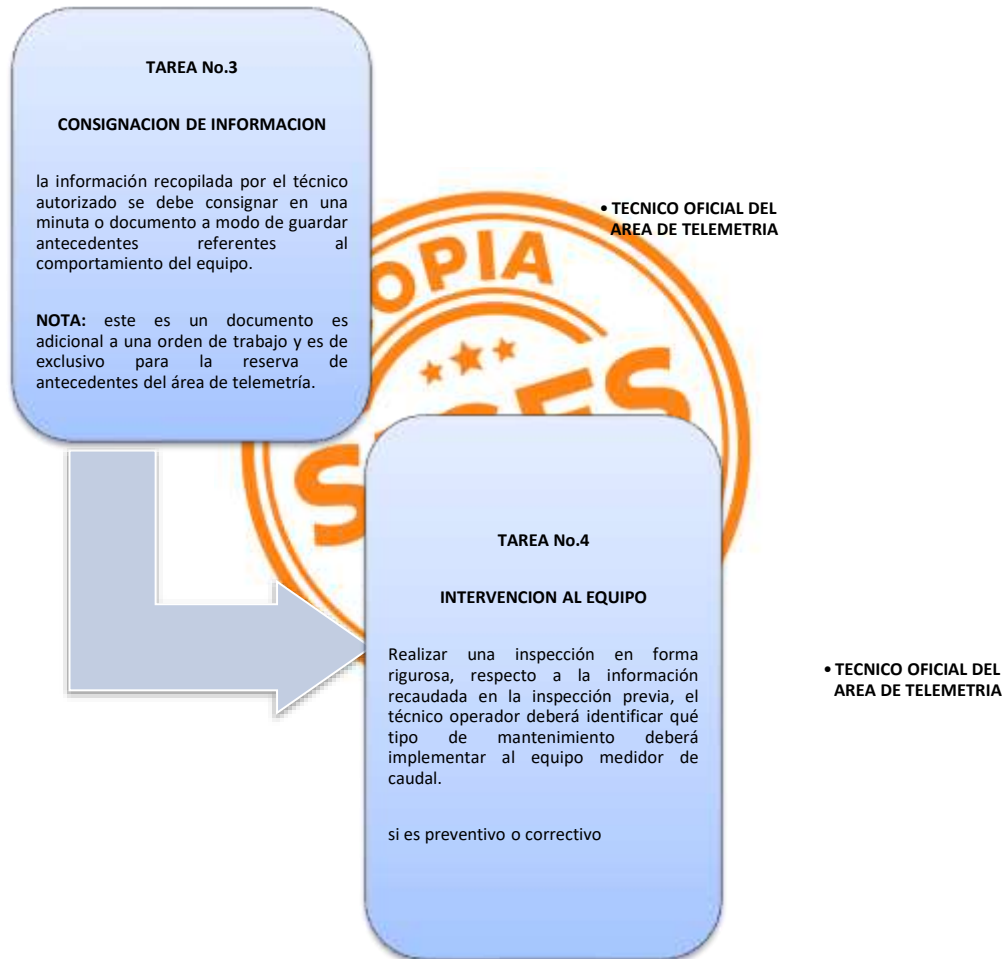 TAREA No.3
CONSIGNACION DE INFORMACION
la información recopilada por el técnico
autorizado se debe consignar en una
minuta o documento a modo de guardar
antecedentes referentes al
comportamiento del equipo.
NOTA: este es un documento es
adicional a una orden de trabajo y es de
exclusivo para la reserva de
antecedentes del área de telemetría.
• TECNICO OFICIAL DEL
AREA DE TELEMETRIA
OPIA
TAREA No.4
INTERVENCION AL EQUIPO
Realizar una inspección en forma
rigurosa, respecto a la información
recaudada en la inspección previa, el
técnico operador deberá identificar qué
tipo de mantenimiento deberá
implementar al equipo medidor de
caudal.
si es preventivo o correctivo
• TECNICO OFICIAL DEL
AREA DE TELEMETRIA